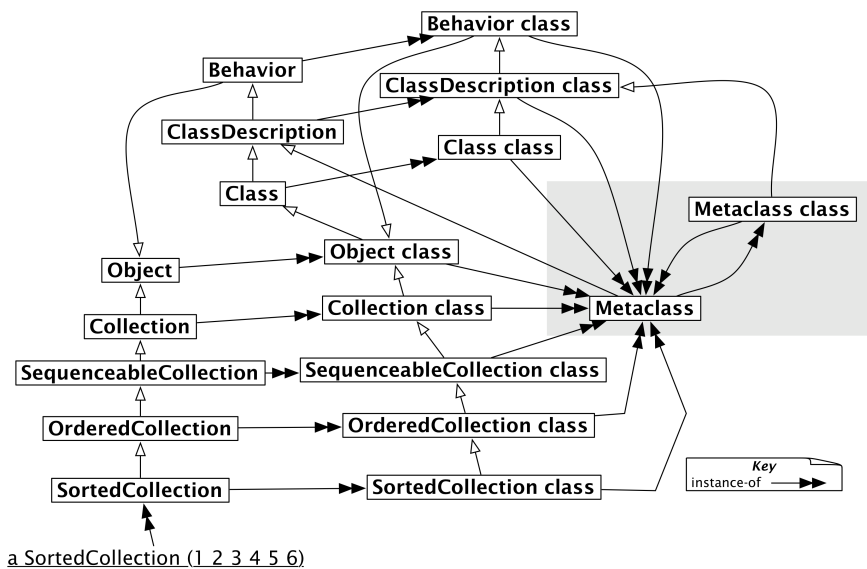 Behavior class
Behavior
ClassDescription class
ClassDescription
Class class
Class
Metaclass class
Object class
Object
Collection class
Metaclass
Collection
SequenceableCollection
SequenceableCollection class
OrderedCollection
OrderedCollection class
Key
instance-of
SortedCollection
SortedCollection class
a SortedCollection (1 2 3 4 5 6)